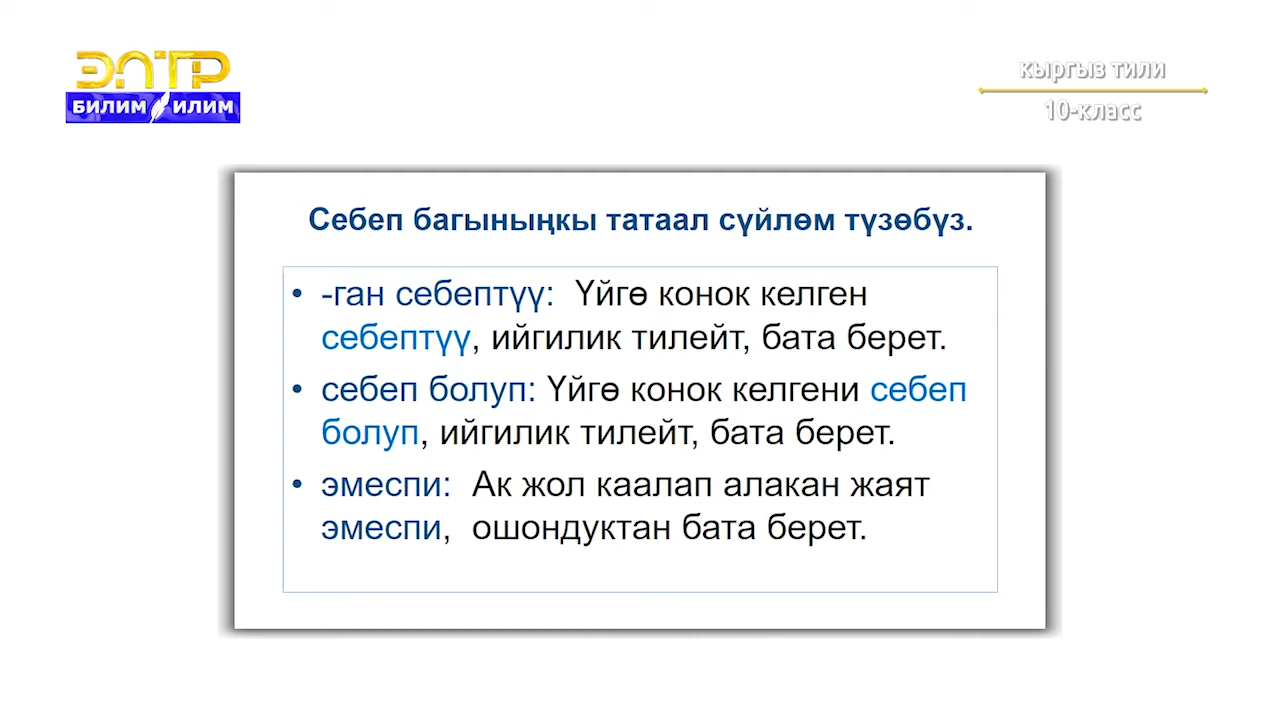 ЭЛТР
БИЛИМ ИЛИМ
кыргыз тили
10-класс
Себеп багыныңкы татаал сүйлөм түзөбүз.
• -ган себептүү: Үйгө конок келген
себептүү, ийгилик тилейт, бата берет.
• себеп болуп: Үйгө конок келгени себеп
болуп, ийгилик тилейт, бата берет.
• эмеспи: Ак жол каалап алакан жаят
эмеспи, ошондуктан бата берет.